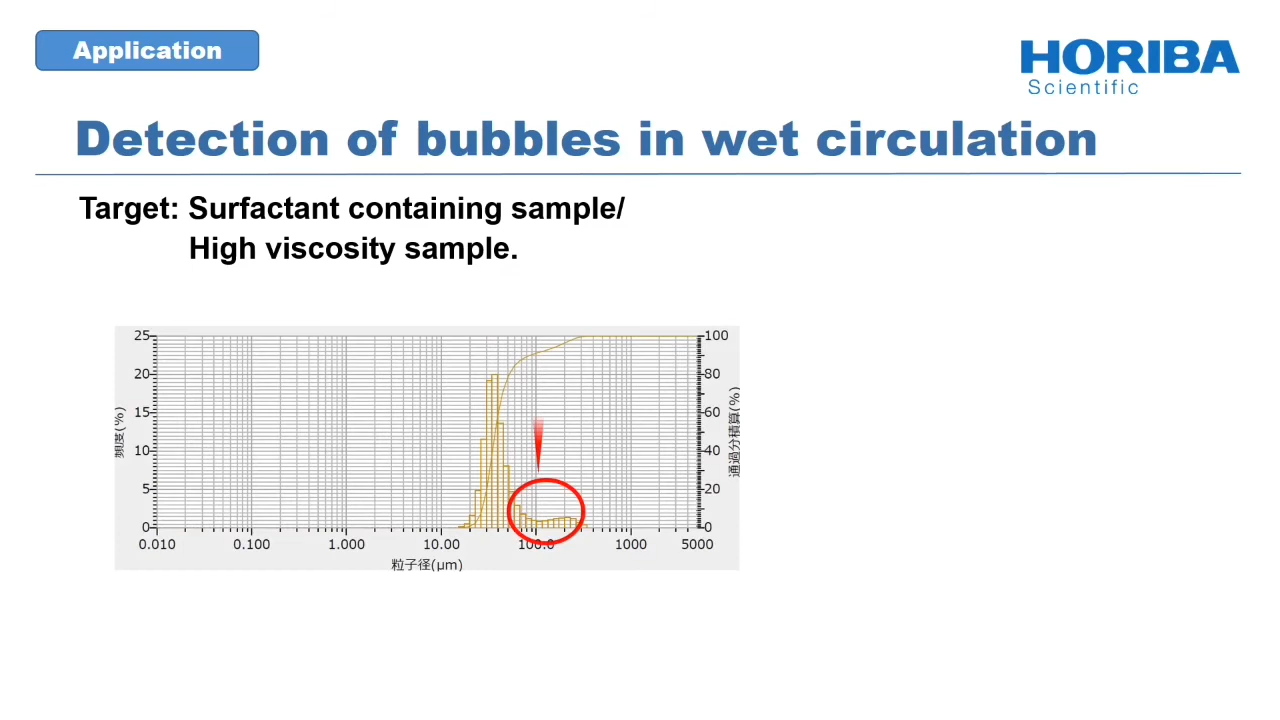 Application
HORIBA
Scientific
Detection of bubbles in wet circulation
Target: Surfactant containing sample/
High viscosity sample.
25
20
15
10
5
0
頻度(%)
100
80
60
40
20
0
通過分積算(%)
0.010 0.100 1.000 10.00 100.0 1000 5000
粒子径(μm)